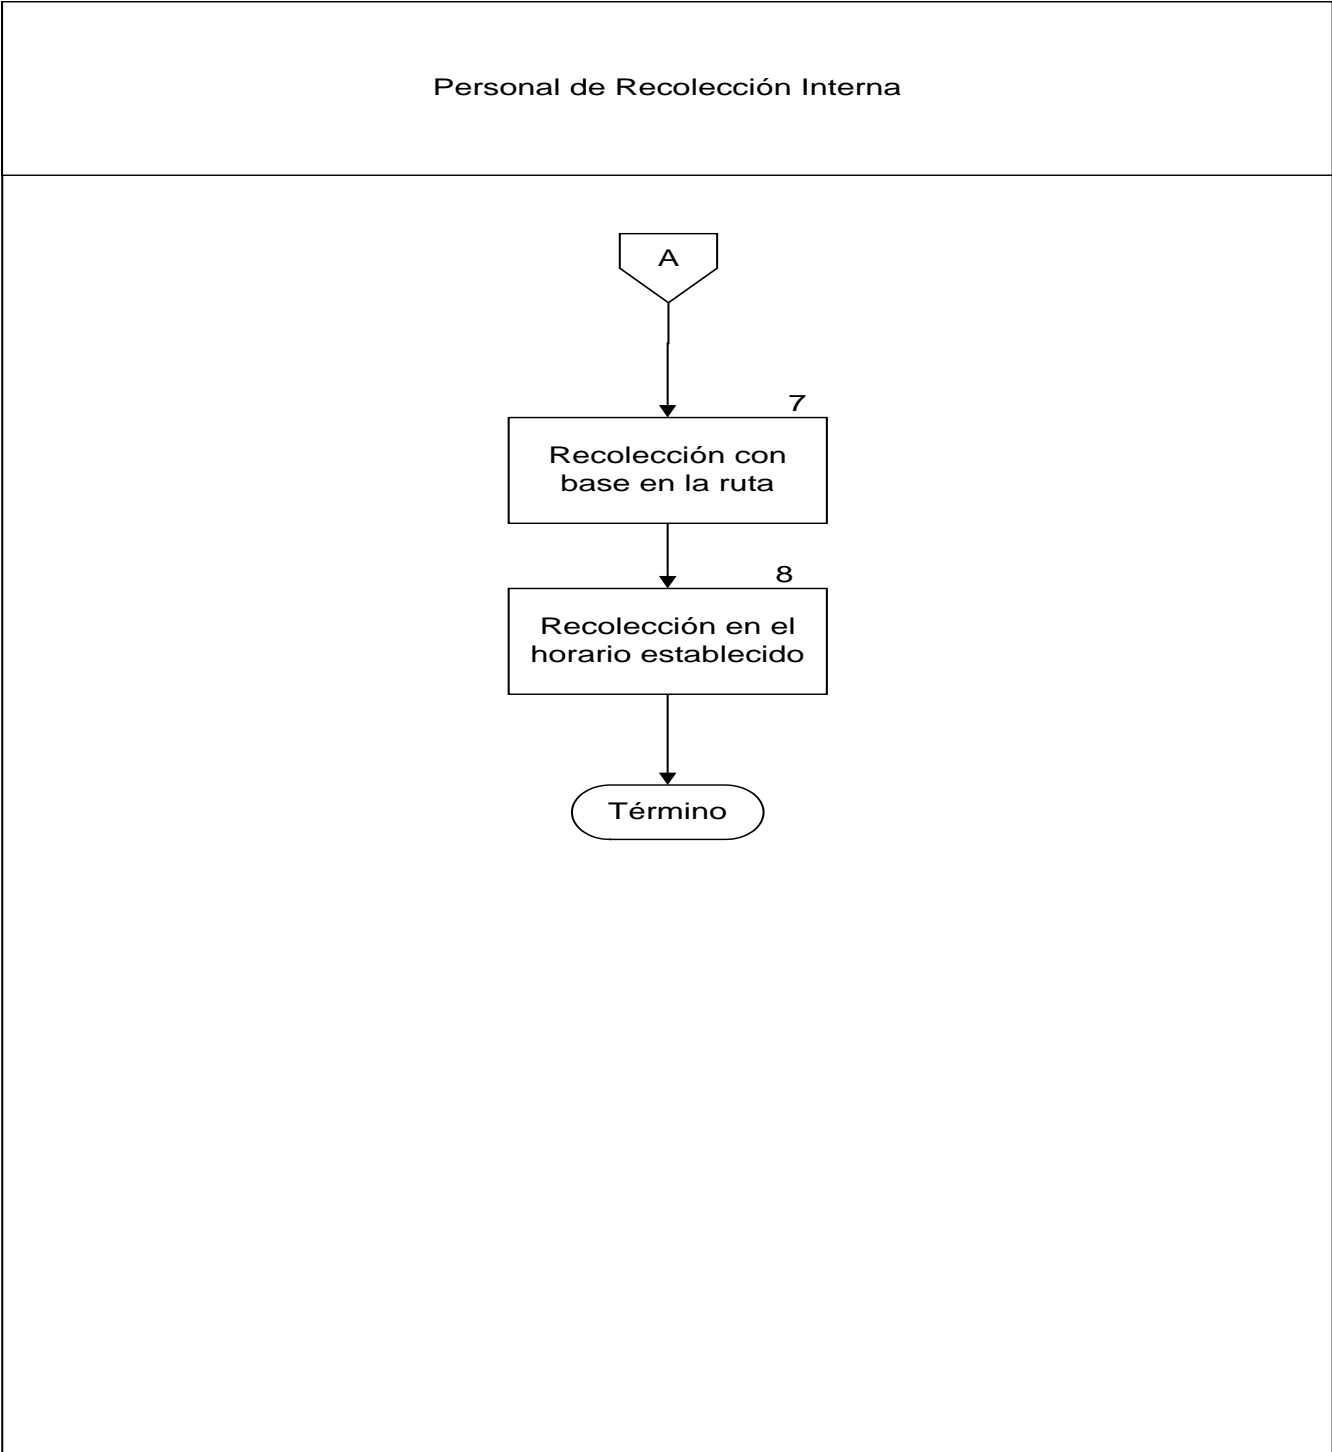 Personal de Recolección Interna
A
7
Recolección con
base en la ruta
8
Recolección en el
horario establecido
Término